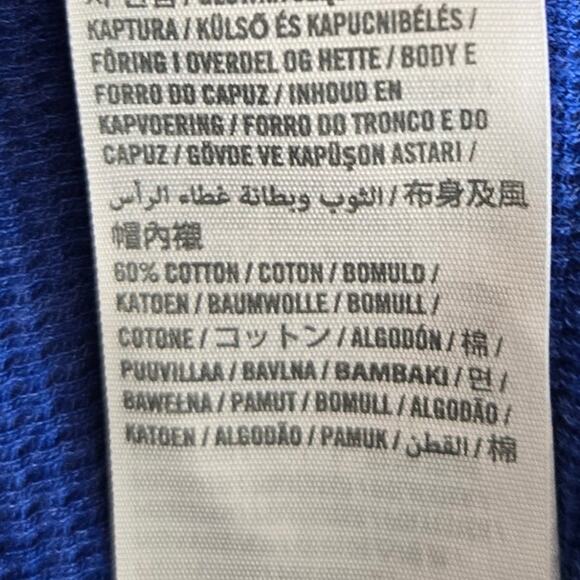 KAPTURA / KÜLSŐ ÉS KAPUCNIBÉLÉS /
FÔRING I OVERDEL OG HETTE / BODY E
FORRO DO CAPUZ / INHOUD EN
KAPVOERING / FORRO DO TRONCO E DO
CAPUZ / GÖVDE VE KAPÜŞON ASTARI /
الثوب وبطانة غطاء الرأس / 布身及風
帽內襯
60% COTTON / COTON / BOMULD /
KATOEN / BAUMWOLLE / BOMULL /
COTONE / コットン / ALGODÓN / 棉 /
PUUVILLAA / BAVLNA / BAMBAKI / 면 /
BAWEŁNA / PAMUT / BOMULL / ALGODÃO /
KATOEN / ALGODÃO / PAMUK / القطن / 棉